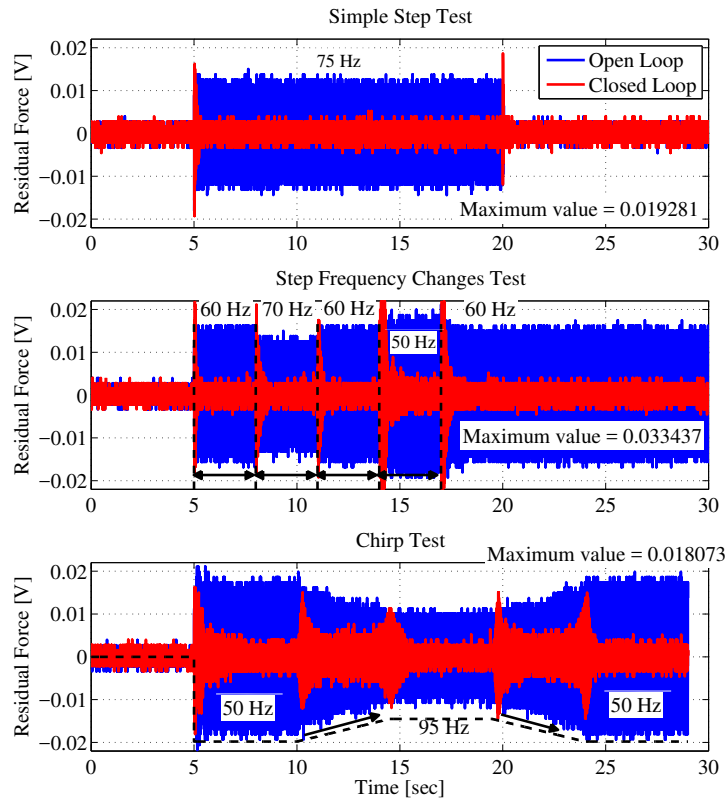 Simple Step Test
Residual Force [V]
0.02
0.01
0
−0.01
−0.02
75 Hz
Open Loop
Closed Loop
Maximum value = 0.019281
0 5 10 15 20 25 30
Step Frequency Changes Test
Residual Force [V]
0.02
0.01
0
−0.01
−0.02
60 Hz 70 Hz 60 Hz 60 Hz
50 Hz
Maximum value = 0.033437
0 5 10 15 20 25 30
Chirp Test
Maximum value = 0.018073
Residual Force [V]
0.02
0.01
0
−0.01
−0.02
50 Hz 50 Hz
95 Hz
0 5 10 15 20 25 30
Time [sec]